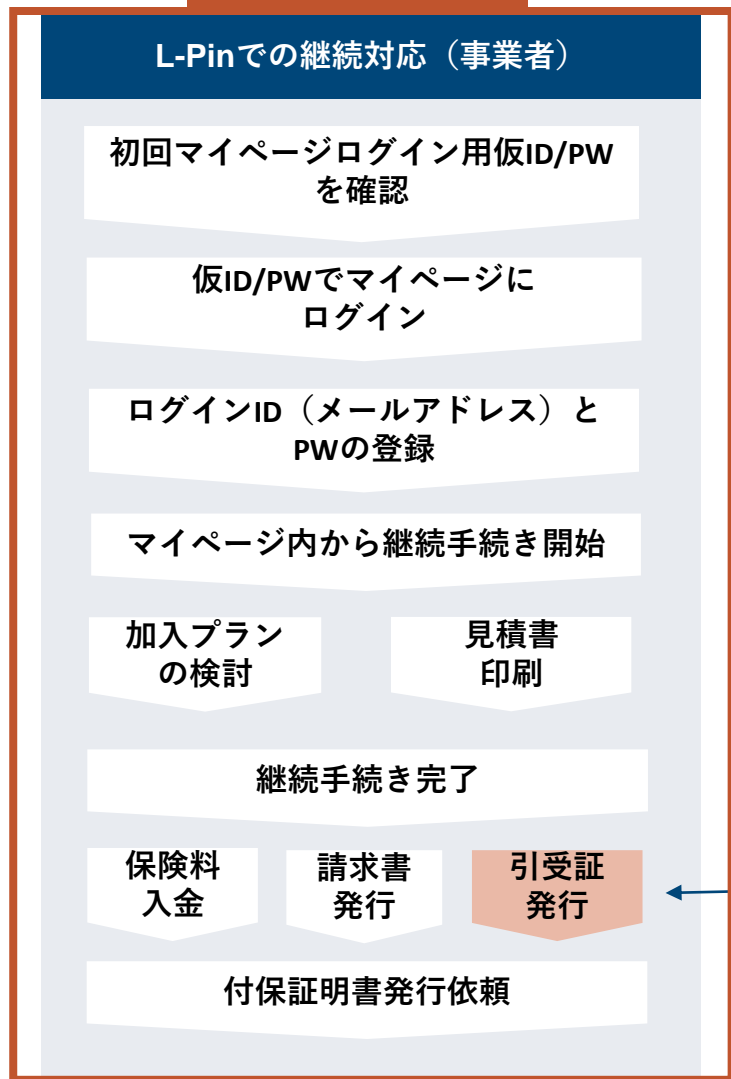 L-Pinでの継続対応（事業者）
初回マイページログイン用仮ID/PW
を確認
仮ID/PWでマイページに
ログイン
ログインID（メールアドレス）と
PWの登録
マイページ内から継続手続き開始
加入プラン
の検討
見積書
印刷
継続手続き完了
保険料
入金
請求書
発行
引受証
発行
付保証明書発行依頼